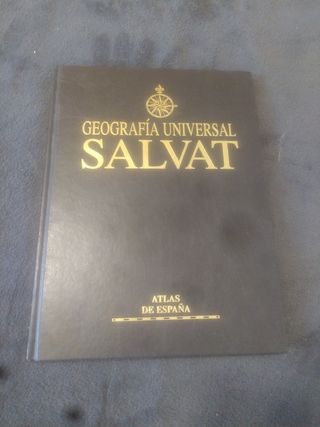 GEOGRAFÍA UNIVERSAL
SALVAT
ATLAS
DE ESPAÑA